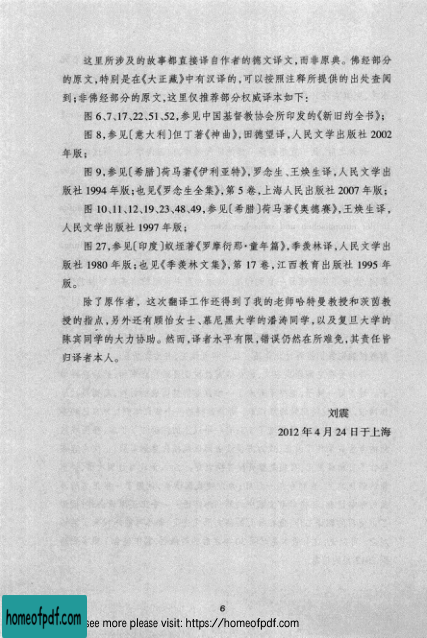 这里所涉及的故事都直接译自作者的德文译文,而非原典。佛经部分
的原文,特别是在《大正藏》中有汉译的,可以按照注释所提供的出处查阅
到;非佛经部分的原文,这里仅推荐部分权威译本如下:
图 6、7、17、22、51、52,参见中国基督教协会所印发的《新旧约全书》;
图 8,参见〔意大利〕但丁著《神曲》,田德望译,人民文学出版社 2002
年版;
图 9,参见〔希腊〕荷马著《伊利亚特》,罗念生、王焕生译,人民文学出
版社 1994 年版;也见《罗念生全集》,第 5 卷,上海人民出版社 2007 年版;
图 10、11、12、19、23、48、49,参见〔希腊〕荷马著《奥德赛》,王焕生译,
人民文学出版社 1997 年版;
图 27,参见〔印度〕蚁垤著《罗摩衍那·童年篇》,季羡林译,人民文学出
版社 1980 年版;也见《季羡林文集》,第 17 卷,江西教育出版社 1995 年
版。
除了原作者，这次翻译工作还得到了我的老师哈特曼教授和茨茵教
授的指点,另外还有顾怡女士、慕尼黑大学的潘涛同学,以及复旦大学的
陈宾同学的大力协助。然而,译者水平有限,错误仍然在所难免,其责任皆
归译者本人。
刘震
2012 年 4 月 24 日于上海
6
homeofpdf.com
see more please visit: https://homeofpdf.com